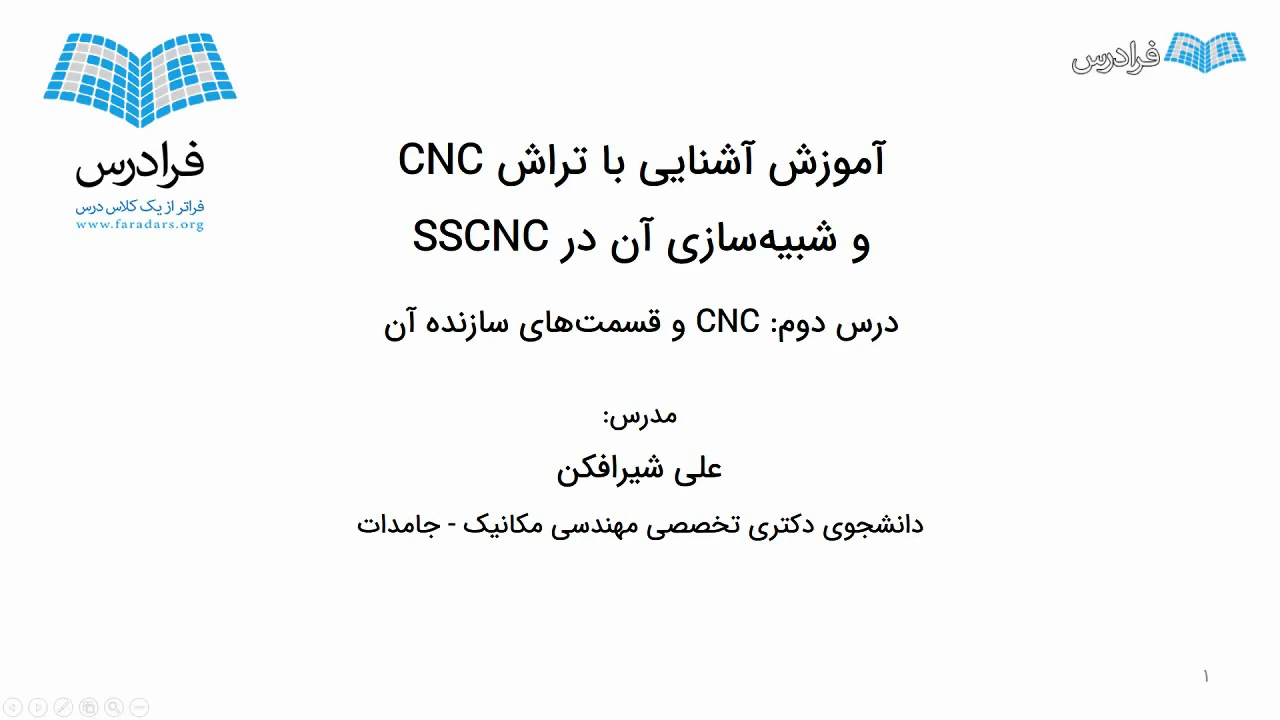 فرادرس
فرادرس
فراتر از یک کلاس درس
www.faradars.org
آموزش آشنایی با تراش CNC
و شبیه‌سازی آن در SSCNC
درس دوم: CNC و قسمت‌های سازنده آن
مدرس:
علی شیرافکن
دانشجوی دکتری تخصصی مهندسی مکانیک - جامدات
۱